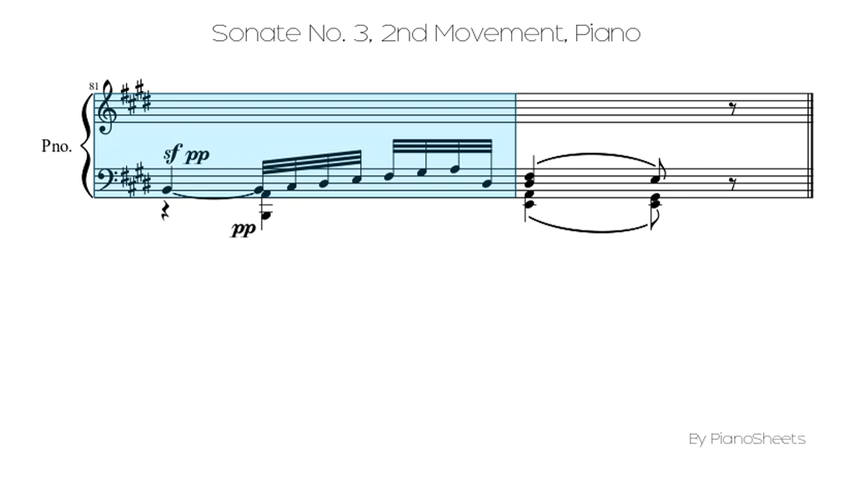 Sonate No. 3, 2nd Movement, Piano
81
Pno.
sf pp
pp
By PianoSheets